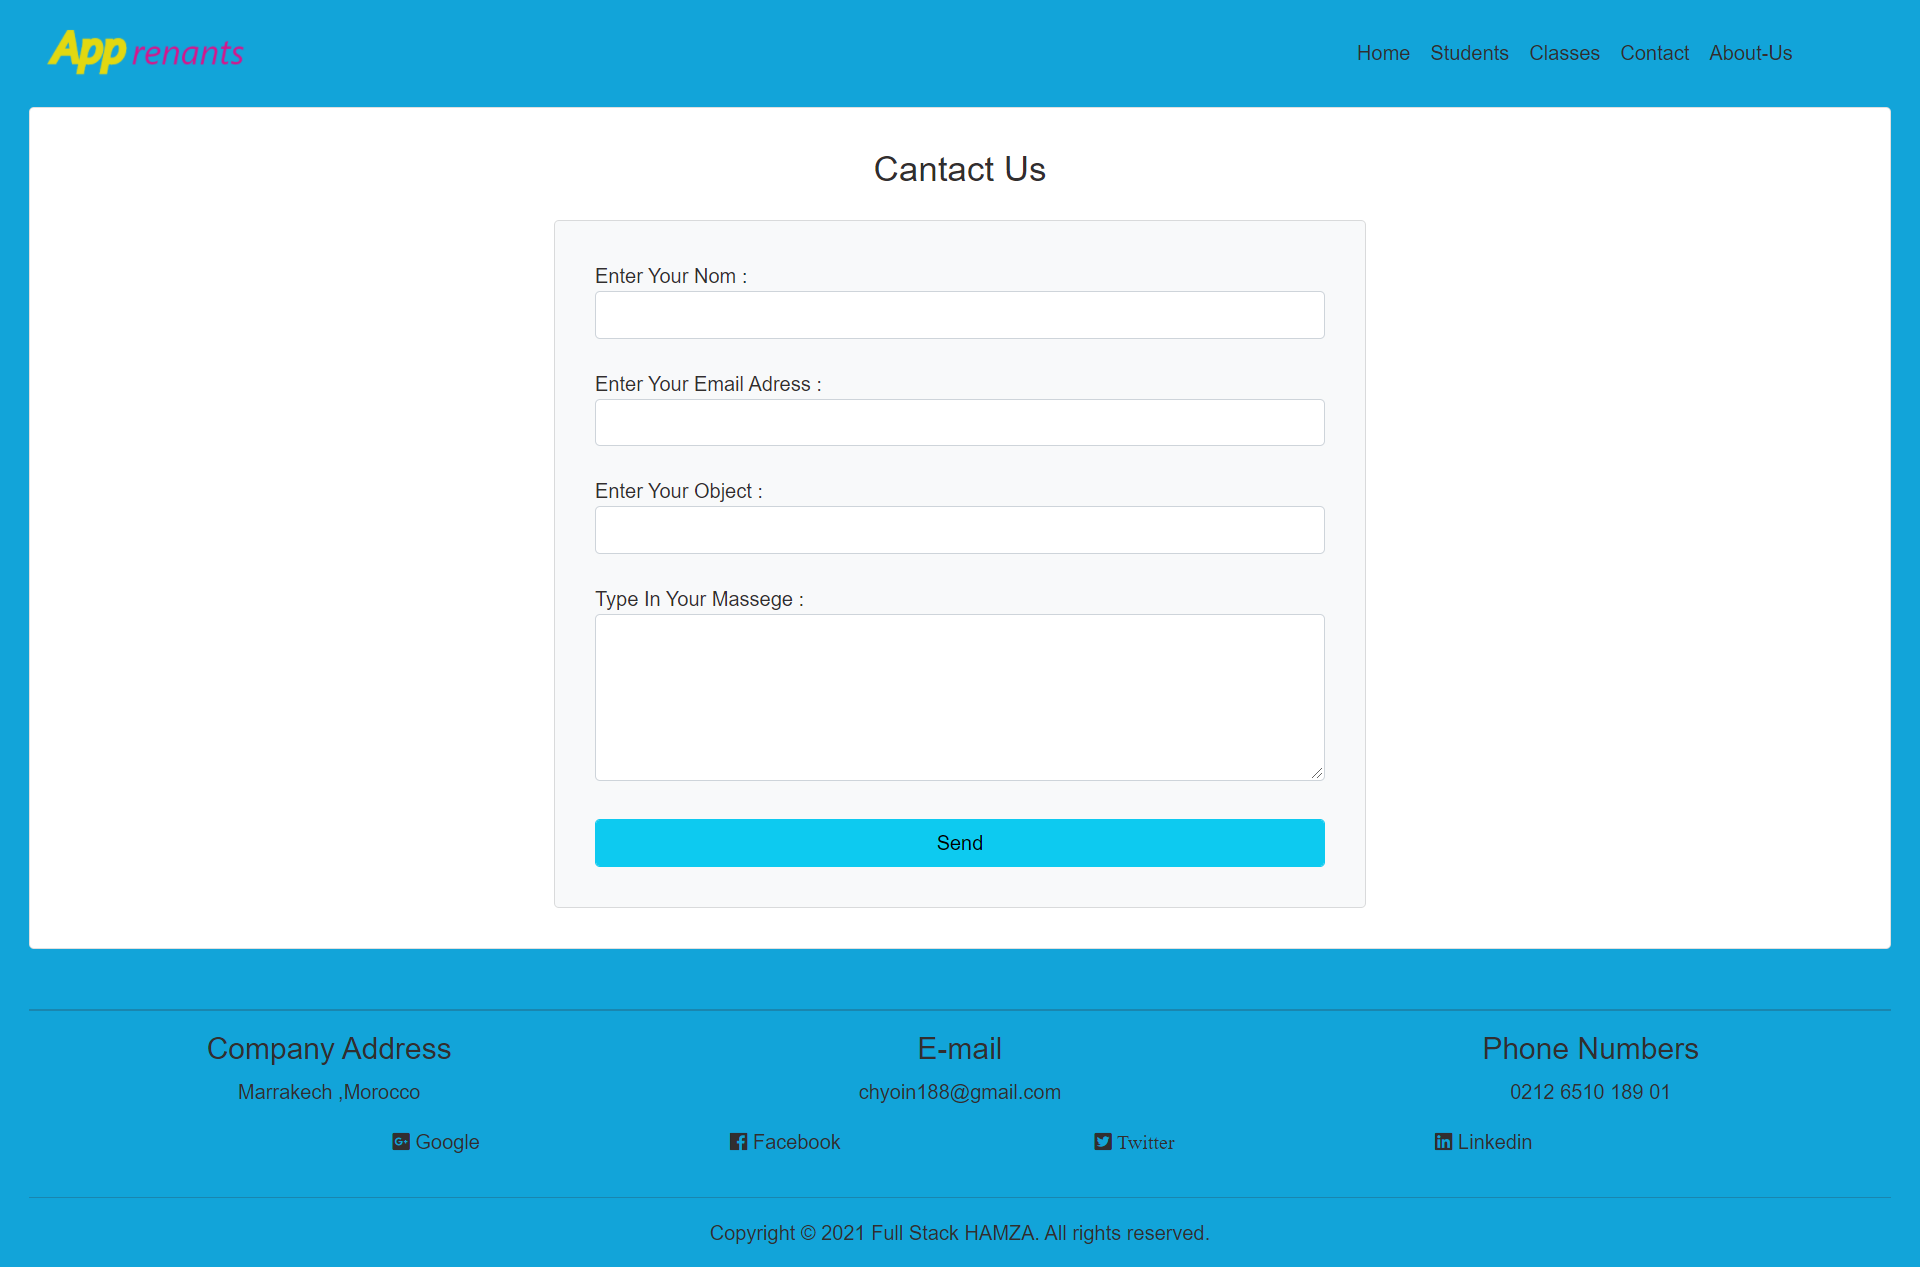 App renants
Home Students Classes Contact About-Us
Cantact Us
Enter Your Nom :
Enter Your Email Adress :
Enter Your Object :
Type In Your Massege :
Send
Company Address E-mail Phone Numbers
Marrakech ,Morocco chyoin188@gmail.com 0212 6510 189 01
Google Facebook Twitter Linkedin
Copyright © 2021 Full Stack HAMZA. All rights reserved.